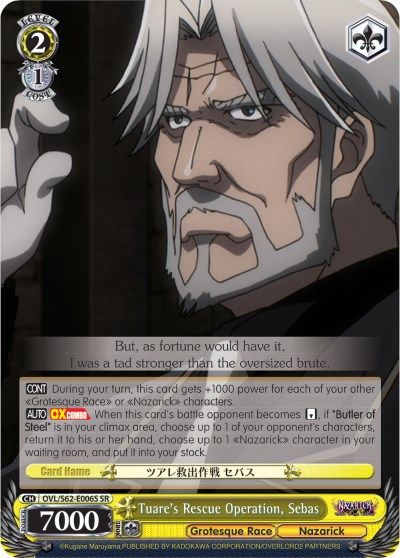 LEVEL
2
1
COST
But, as fortune would have it,
I was a tad stronger than the oversized brute.
CONT During your turn, this card gets +1000 power for each of your other
«Grotesque Race» or «Nazarick» characters.
AUTO CXCOMBO When this card's battle opponent becomes , if "Butler of
Steel" is in your climax area, choose up to 1 of your opponent's characters,
return it to his or her hand, choose up to 1 «Nazarick» character in your
waiting room, and put it into your stock.
Card Name
ツアレ救出作戦 セバス
CH OVL/S62-E006S SR
POWER
7000
SOUL
Tuare's Rescue Operation, Sebas
NAZARICK
Grotesque Race
Nazarick
©Kugane Maruyama,PUBLISHED BY KADOKAWA CORPORATION/OVERLORD2 PARTNERS